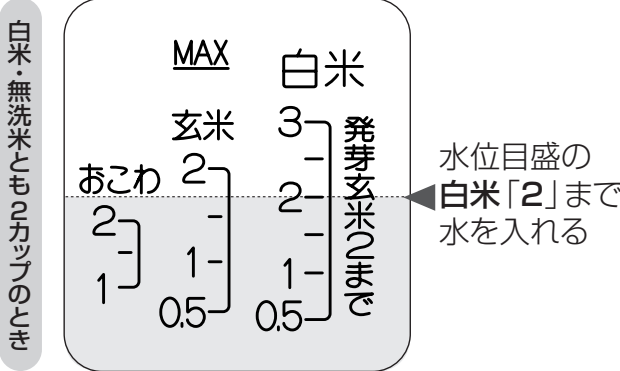 白米・無洗米とも2カップのとき
MAX
白米
玄米
おこわ
3
2
2
2
1
1
1
0.5
0.5
発芽玄米2まで
水位目盛の
白米「2」まで
水を入れる